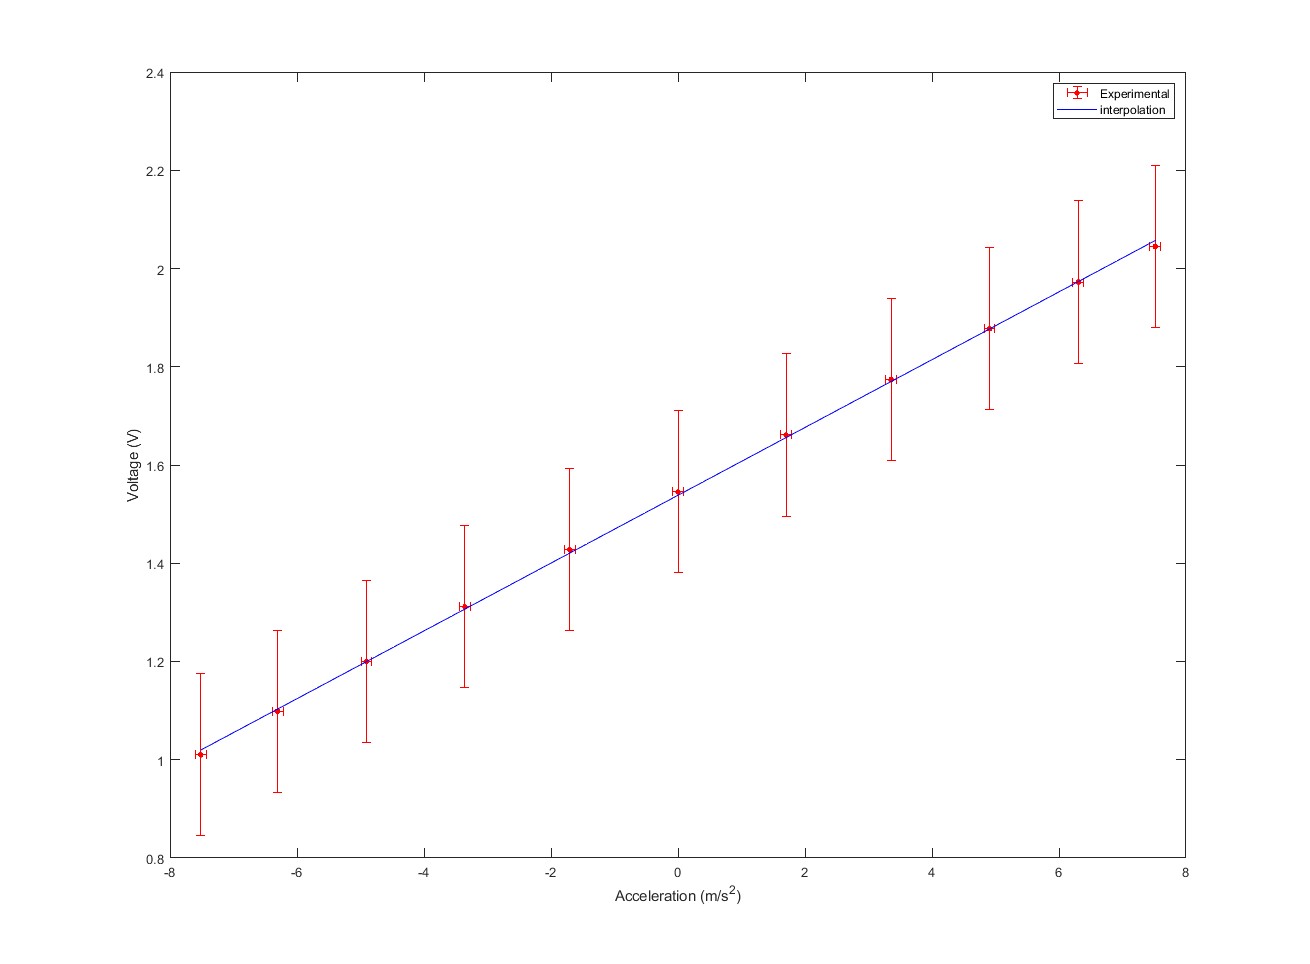 2.4
2.2
2
1.8
1.6
1.4
1.2
1
0.8
Voltage (V)
Experimental
interpolation
-8 -6 -4 -2 0 2 4 6 8
Acceleration (m/s²)